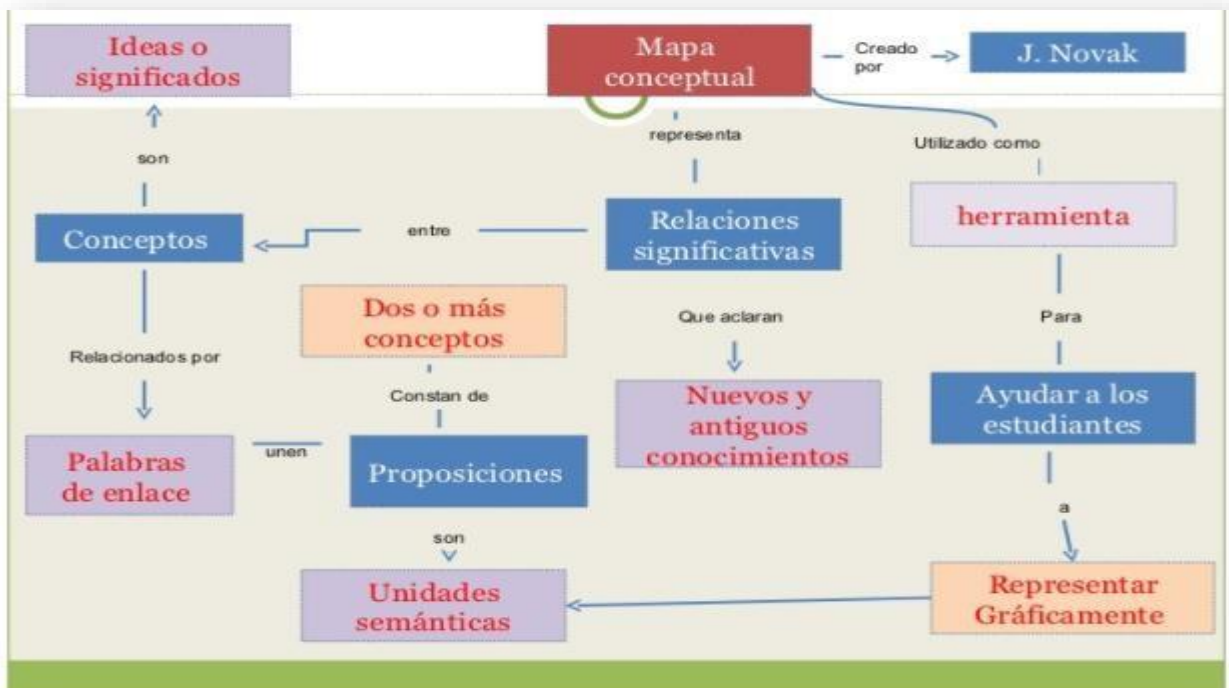 Ideas o
significados
Mapa
conceptual
Creado
por
J. Novak
son
representa
Utilizado como
Conceptos
entre
Relaciones
significativas
herramienta
Dos o más
conceptos
Que aclaran
Para
Relacionados por
Constan de
Nuevos y
antiguos
conocimientos
Ayudar a los
estudiantes
Palabras
de enlace
unen
Proposiciones
a
son
Unidades
semánticas
Representar
Gráficamente